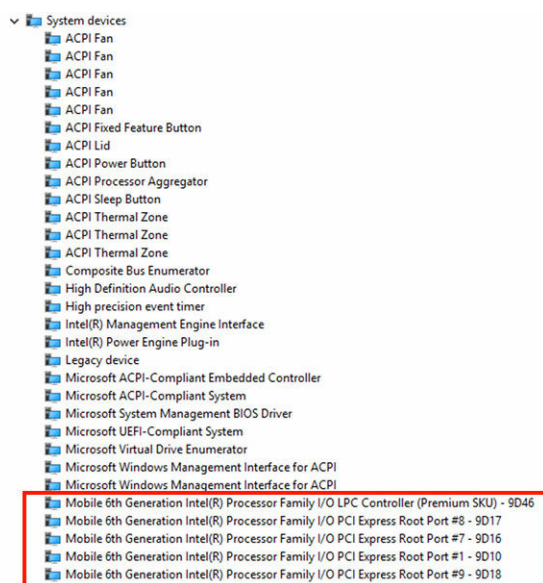 System devices
ACPI Fan
ACPI Fan
ACPI Fan
ACPI Fan
ACPI Fan
ACPI Fixed Feature Button
ACPI Lid
ACPI Power Button
ACPI Processor Aggregator
ACPI Sleep Button
ACPI Thermal Zone
ACPI Thermal Zone
ACPI Thermal Zone
Composite Bus Enumerator
High Definition Audio Controller
High precision event timer
Intel(R) Management Engine Interface
Intel(R) Power Engine Plug-in
Legacy device
Microsoft ACPI-Compliant Embedded Controller
Microsoft ACPI-Compliant System
Microsoft System Management BIOS Driver
Microsoft UEFI-Compliant System
Microsoft Virtual Drive Enumerator
Microsoft Windows Management Interface for ACPI
Microsoft Windows Management Interface for ACPI
Mobile 6th Generation Intel(R) Processor Family I/O LPC Controller (Premium SKU) - 9D46
Mobile 6th Generation Intel(R) Processor Family I/O PCI Express Root Port #8 - 9D17
Mobile 6th Generation Intel(R) Processor Family I/O PCI Express Root Port #7 - 9D16
Mobile 6th Generation Intel(R) Processor Family I/O PCI Express Root Port #1 - 9D10
Mobile 6th Generation Intel(R) Processor Family I/O PCI Express Root Port #9 - 9D18